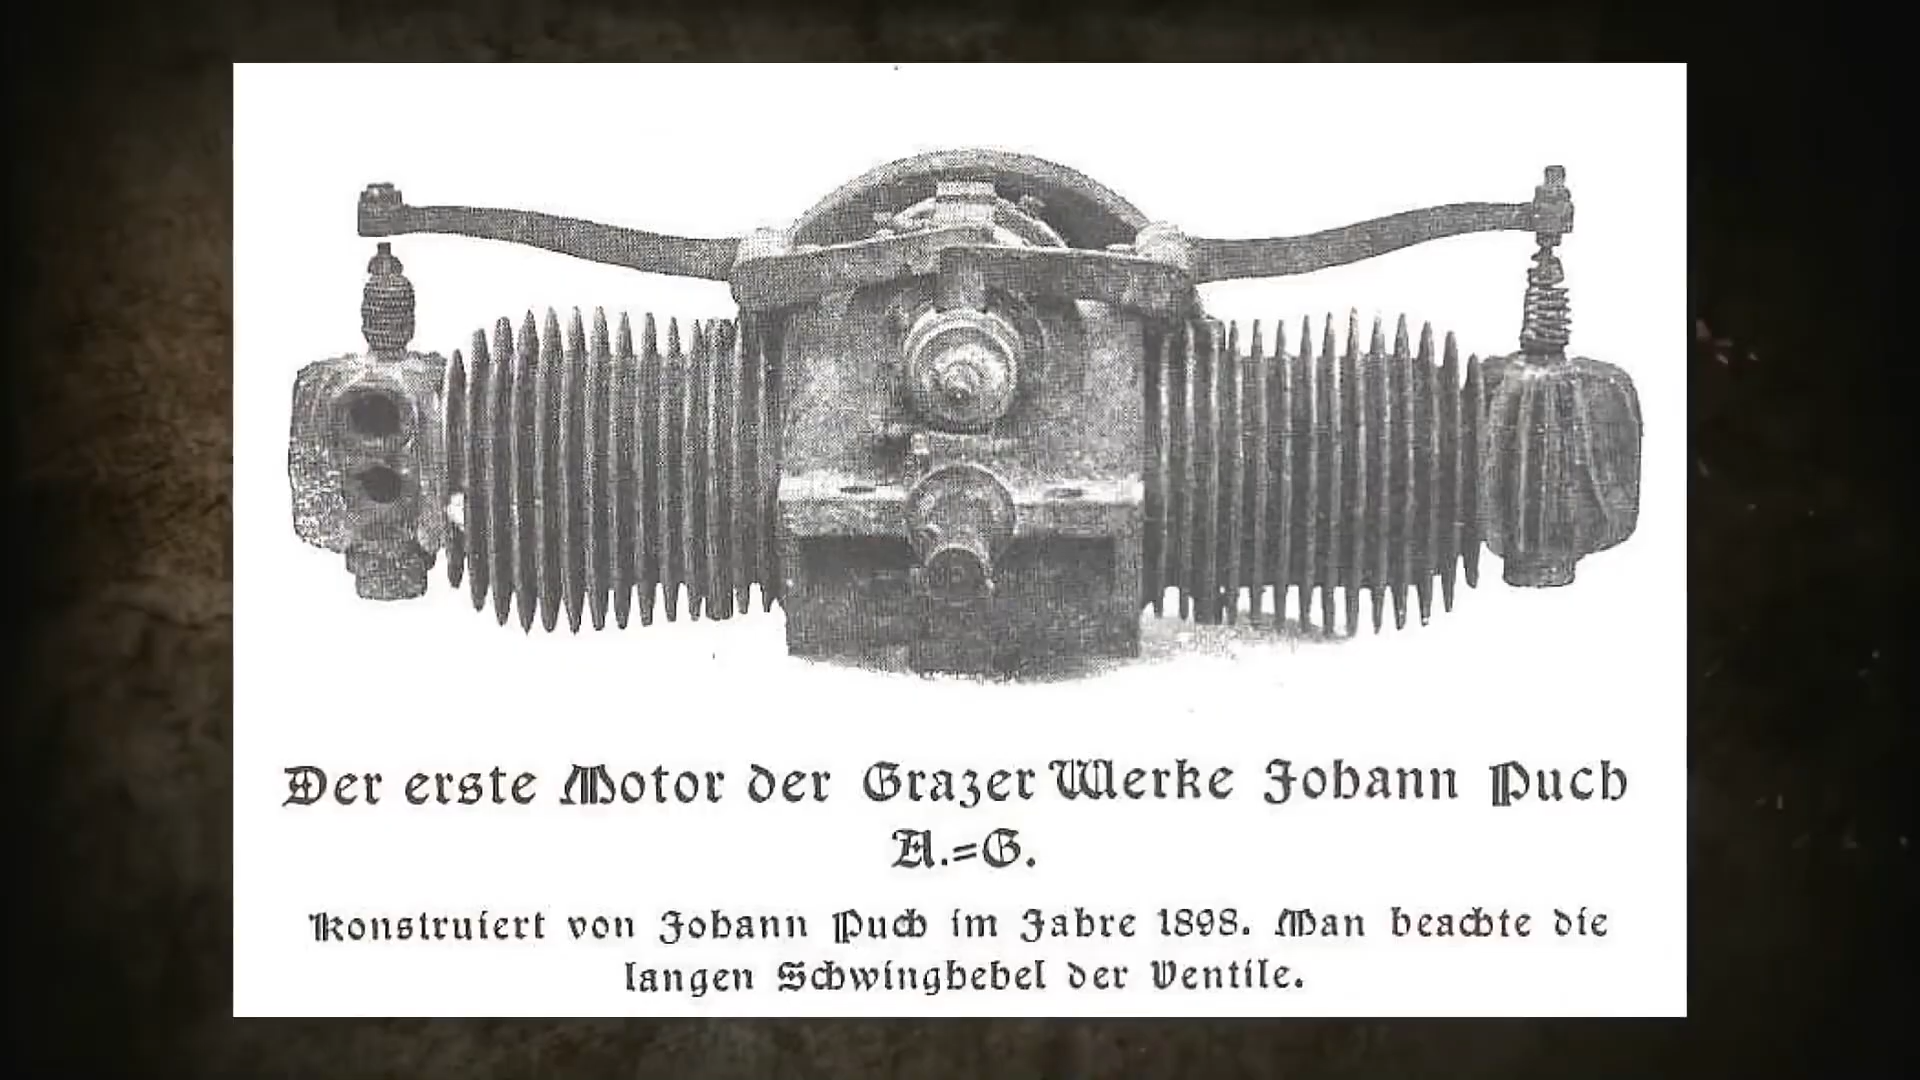 Der erste Motor der Grazer Werke Johann Puch
A.=G.
Konstruiert von Johann Puch im Jahre 1898. Man beachte die
langen Schwinghebel der Ventile.